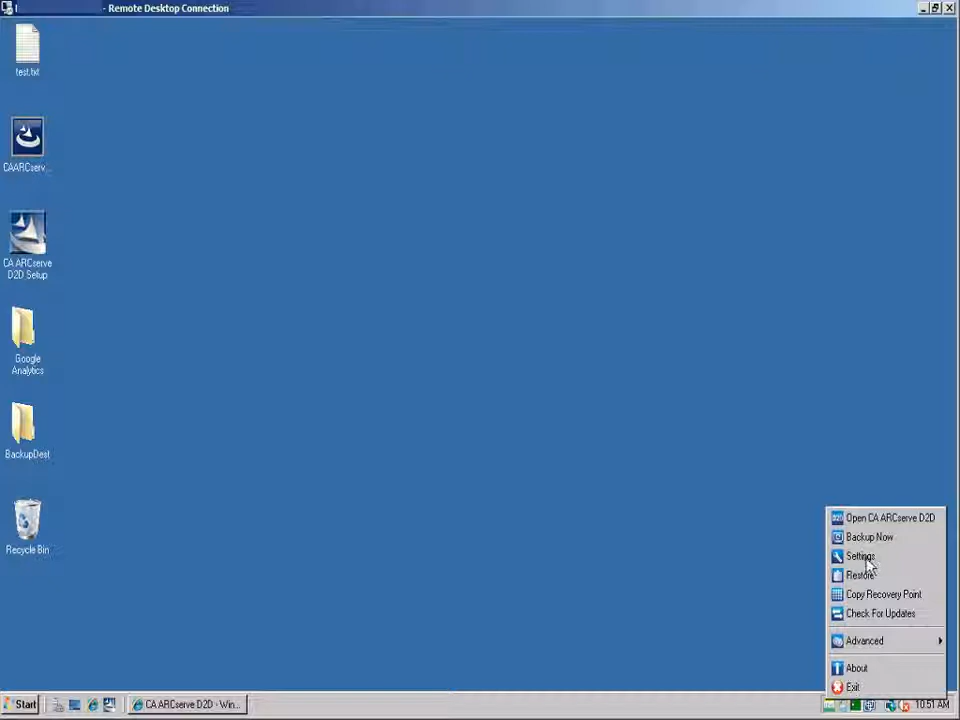 - Remote Desktop Connection
test.txt
CAARCserv...
CA ARCserve
D2D Setup
Google
Analytics
BackupDest
Recycle Bin
Open CA ARCserve D2D
Backup Now
Settings
Restore
Copy Recovery Point
Check For Updates
Advanced
About
Exit
Start
CA ARCserve D2D - Win...
10:51 AM